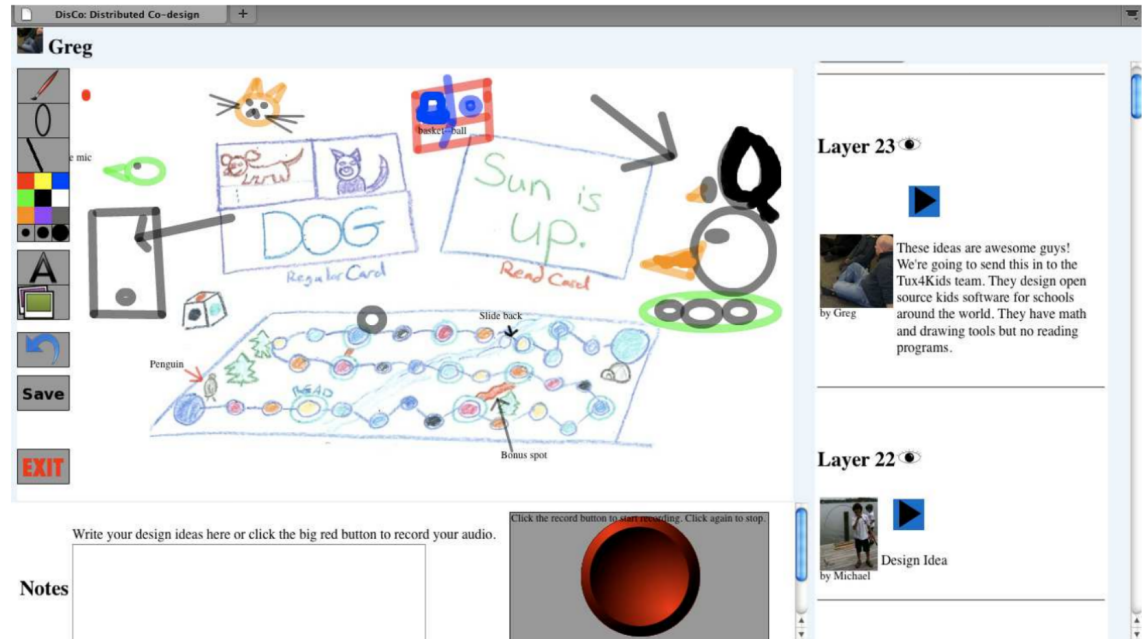 DisCo: Distributed Co-design
Greg
basket-ball
e mic
A
Sun is
up.
DOG
Regular Card
Read Card
Slide back
Penguin
READ
Bonus spot
Save
EXIT
Layer 23
These ideas are awesome guys!
We're going to send this in to the
Tux4Kids team. They design open
source kids software for schools
around the world. They have math
and drawing tools but no reading
programs.
by Greg
Layer 22
Design Idea
by Michael
Write your design ideas here or click the big red button to record your audio.
Click the record button to start recording. Click again to stop.
Notes